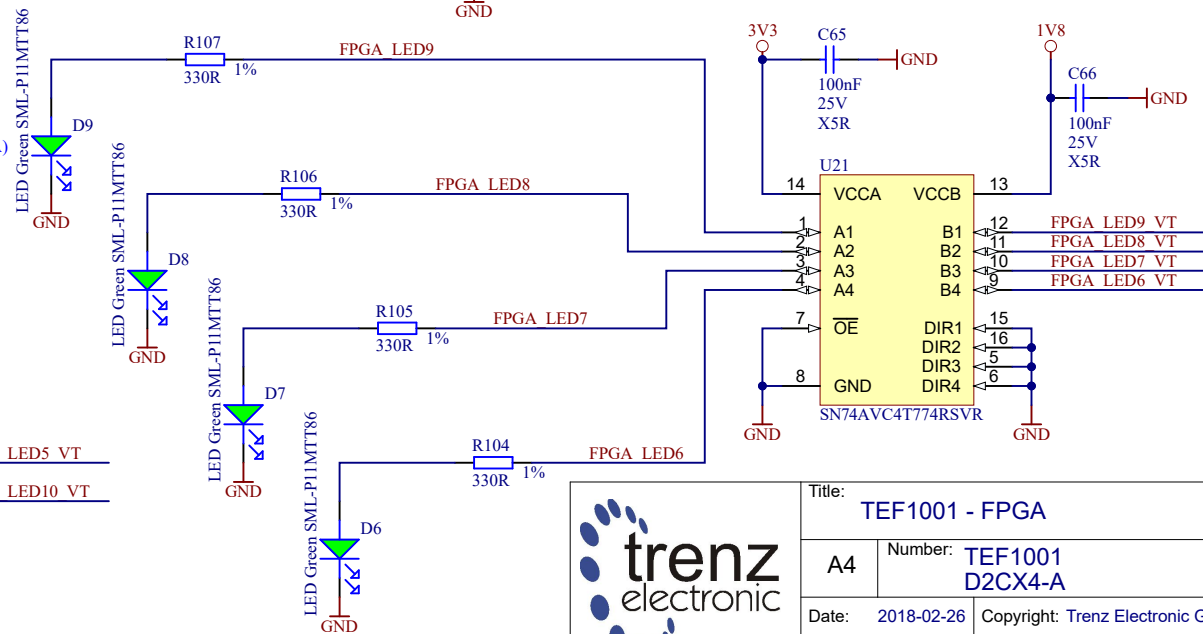 GND
LED Green SML-P11MTT86
R107
330R
1%
FPGA_LED9
D9
)
GND
LED Green SML-P11MTT86
R106
330R
1%
FPGA_LED8
D8
GND
LED Green SML-P11MTT86
R105
330R
1%
FPGA_LED7
D7
GND
LED Green SML-P11MTT86
R104
330R
1%
FPGA_LED6
D6
GND
LED5_VT
LED10_VT
3V3
C65
GND
100nF
25V
X5R
1V8
C66
GND
100nF
25V
X5R
U21
14 VCCA VCCB 13
1 A1 B1 12 FPGA_LED9_VT
2 A2 B2 11 FPGA_LED8_VT
3 A3 B3 10 FPGA_LED7_VT
4 A4 B4 9 FPGA_LED6_VT
7 OE DIR1 15
DIR2 16
DIR3 5
8 GND DIR4 6
SN74AVC4T774RSVR
GND
GND
trenz
electronic
Title:
TEF1001 - FPGA
A4
Number: TEF1001
D2CX4-A
Date: 2018-02-26
Copyright: Trenz Electronic G